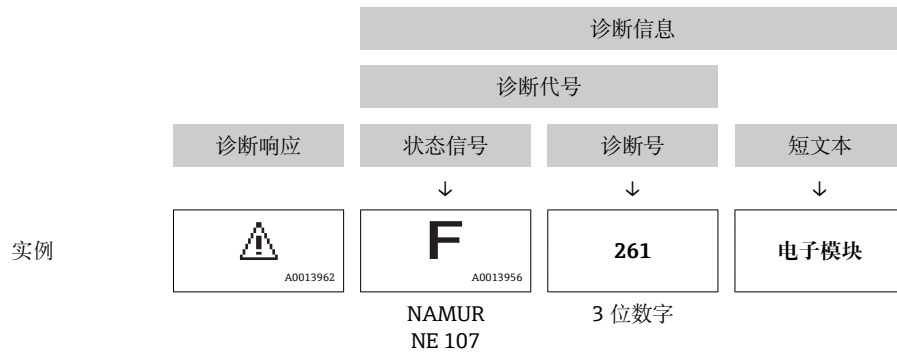 诊断信息
诊断代号
诊断响应 状态信号 诊断号 短文本
↓ ↓ ↓
实例 F 261 电子模块
A0013962 A0013956
NAMUR 3 位数字
NE 107